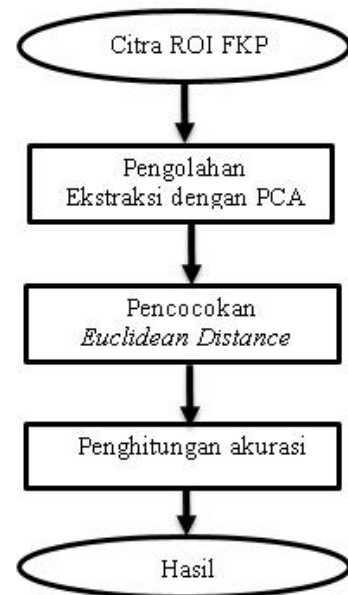 Citra ROI FKP
Pengolahan
Ekstraksi dengan PCA
Pencocokan
Euclidean Distance
Penghitungan akurasi
Hasil